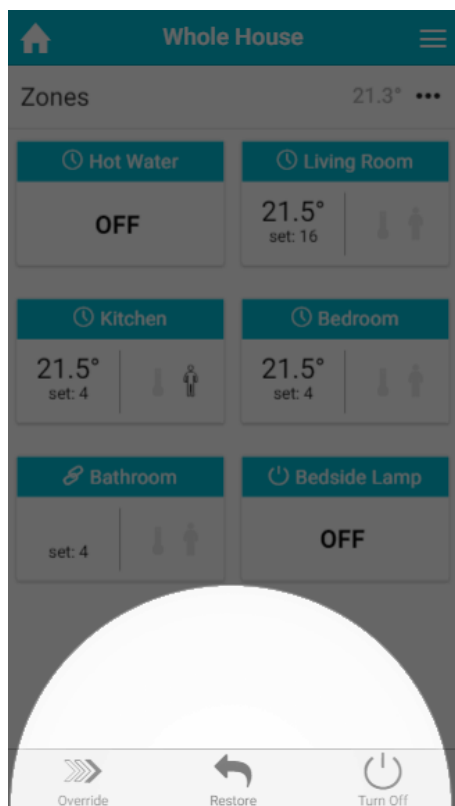 Whole House
Zones 21.3° •••
Hot Water Living Room
OFF 21.5°
set: 16
Kitchen Bedroom
21.5° 21.5°
set: 4 set: 4
Bathroom Bedside Lamp
set: 4 OFF
Override Restore Turn Off